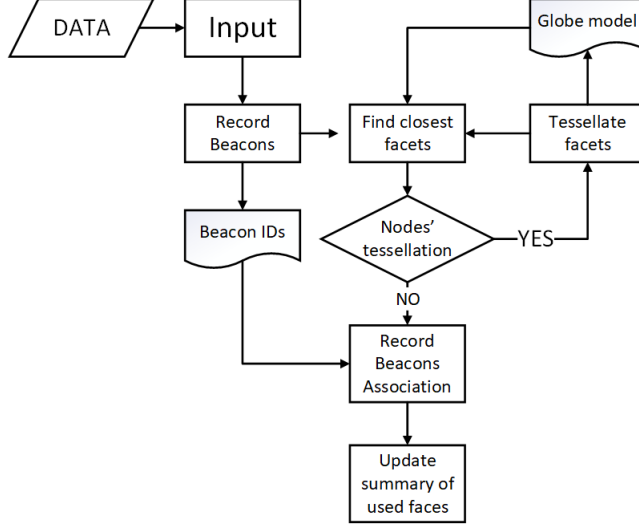 DATA
Input
Globe model
Record
Beacons
Find closest
facets
Tessellate
facets
Beacon IDs
Nodes’
tessellation
YES
NO
Record
Beacons
Association
Update
summary of
used faces